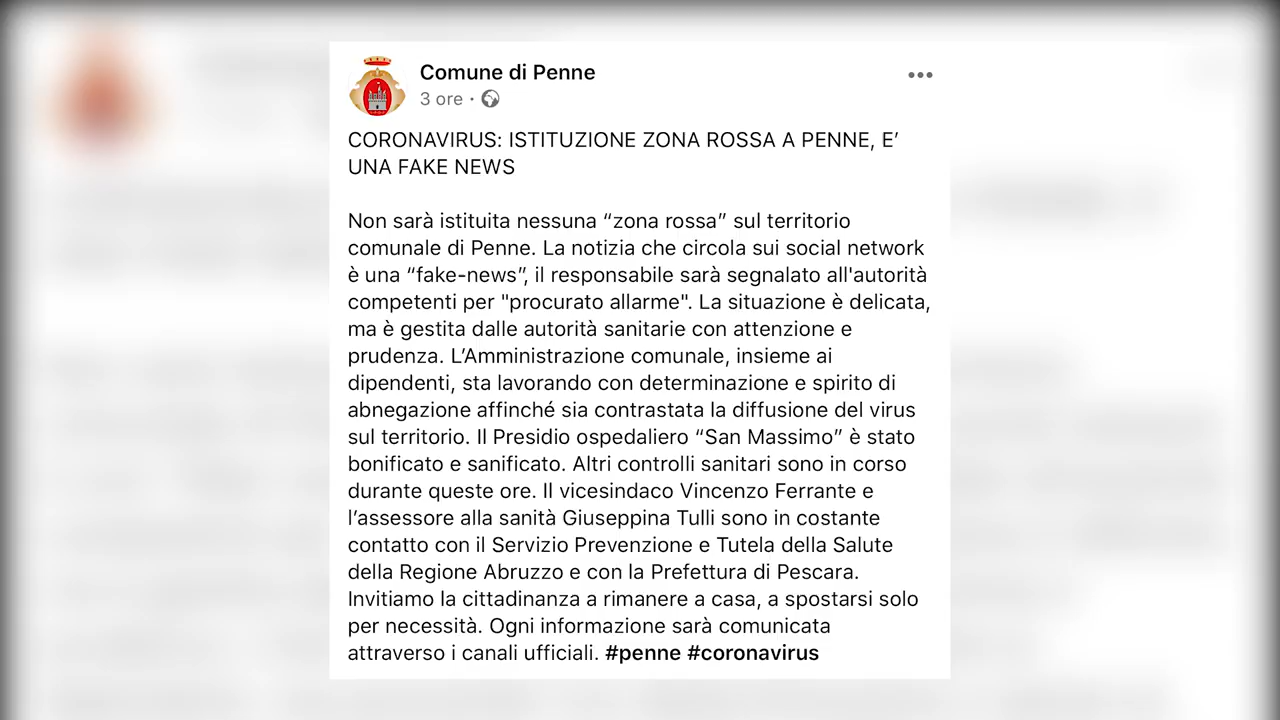 Comune di Penne
3 ore ·
CORONAVIRUS: ISTITUZIONE ZONA ROSSA A PENNE, E’
UNA FAKE NEWS
Non sarà istituita nessuna “zona rossa” sul territorio
comunale di Penne. La notizia che circola sui social network
è una “fake-news”, il responsabile sarà segnalato all'autorità
competenti per "procurato allarme". La situazione è delicata,
ma è gestita dalle autorità sanitarie con attenzione e
prudenza. L’Amministrazione comunale, insieme ai
dipendenti, sta lavorando con determinazione e spirito di
abnegazione affinché sia contrastata la diffusione del virus
sul territorio. Il Presidio ospedaliero “San Massimo” è stato
bonificato e sanificato. Altri controlli sanitari sono in corso
durante queste ore. Il vicesindaco Vincenzo Ferrante e
l’assessore alla sanità Giuseppina Tulli sono in costante
contatto con il Servizio Prevenzione e Tutela della Salute
della Regione Abruzzo e con la Prefettura di Pescara.
Invitiamo la cittadinanza a rimanere a casa, a spostarsi solo
per necessità. Ogni informazione sarà comunicata
attraverso i canali ufficiali. #penne #coronavirus